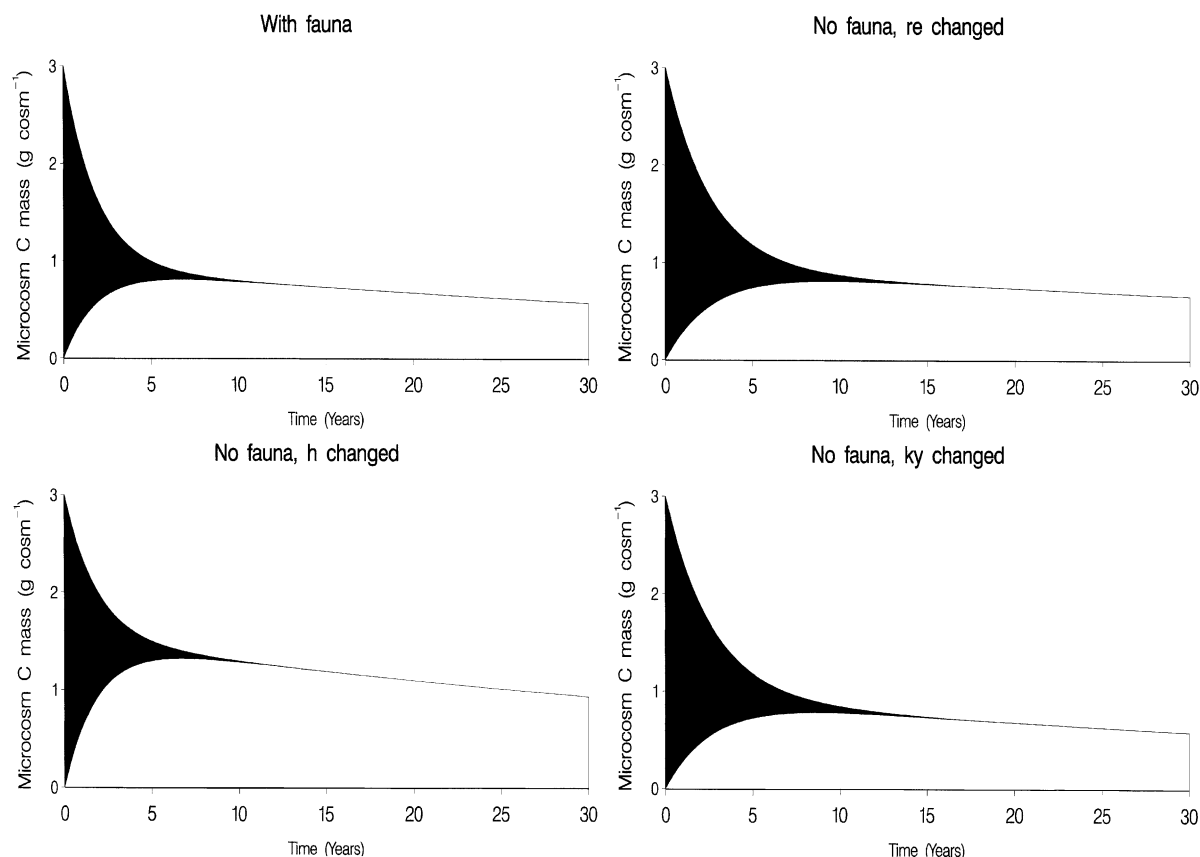 With fauna
Microcosm C mass (g cosm⁻¹)
3
2
1
0
0 5 10 15 20 25 30
Time (Years)
No fauna, re changed
Microcosm C mass (g cosm⁻¹)
3
2
1
0
0 5 10 15 20 25 30
Time (Years)
No fauna, h changed
Microcosm C mass (g cosm⁻¹)
3
2
1
0
0 5 10 15 20 25 30
Time (Years)
No fauna, ky changed
Microcosm C mass (g cosm⁻¹)
3
2
1
0
0 5 10 15 20 25 30
Time (Years)